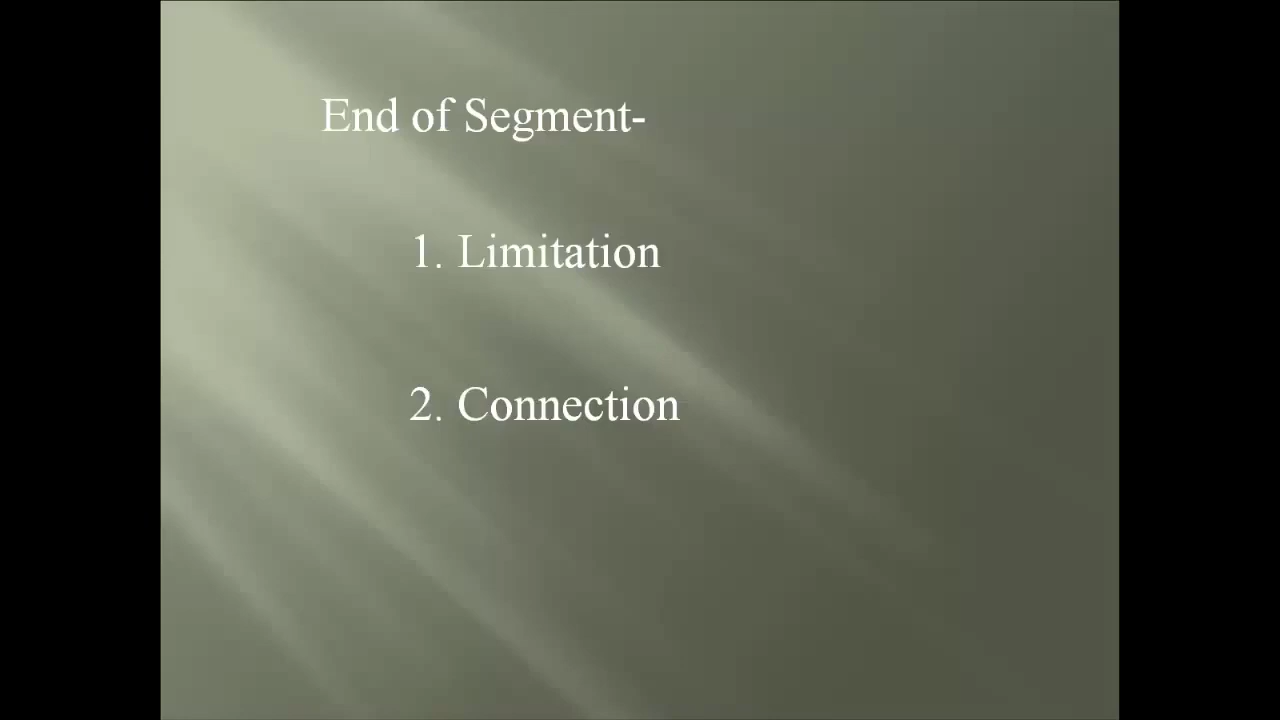 End of Segment-
1. Limitation
2. Connection